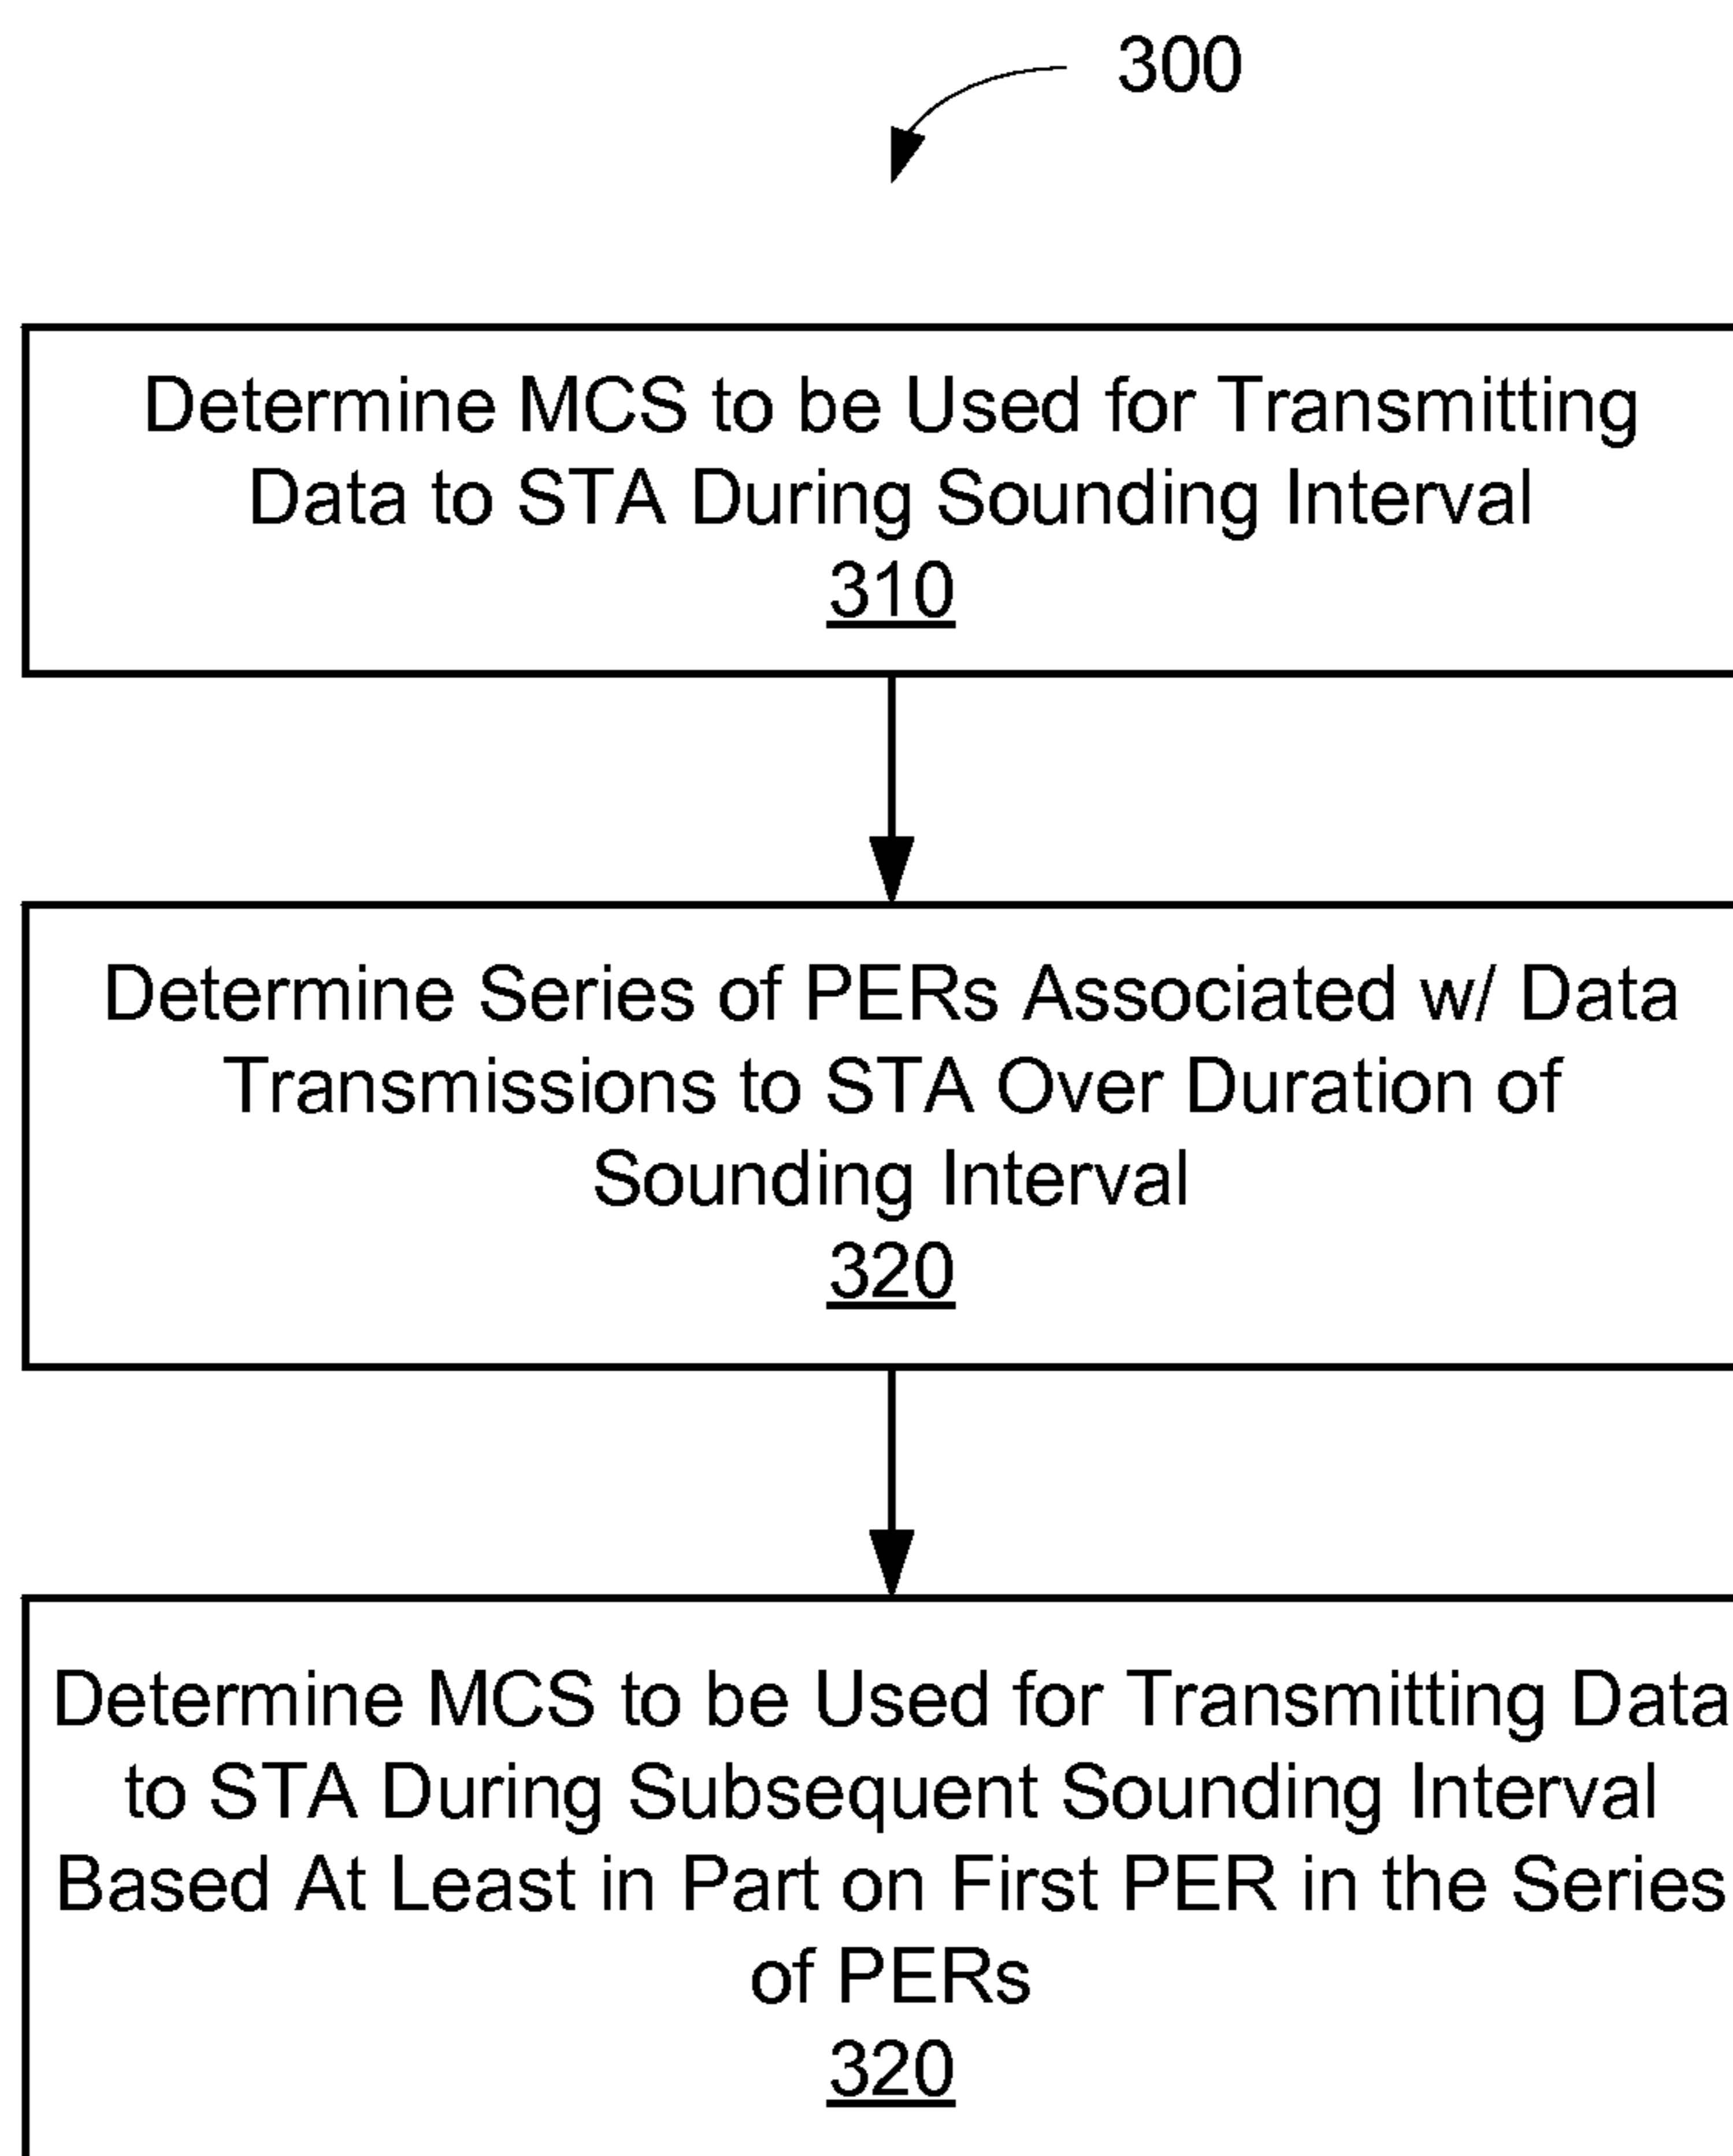 300
Determine MCS to be Used for Transmitting
Data to STA During Sounding Interval
310
Determine Series of PERs Associated w/ Data
Transmissions to STA Over Duration of
Sounding Interval
320
Determine MCS to be Used for Transmitting Data
to STA During Subsequent Sounding Interval
Based At Least in Part on First PER in the Series
of PERs
320